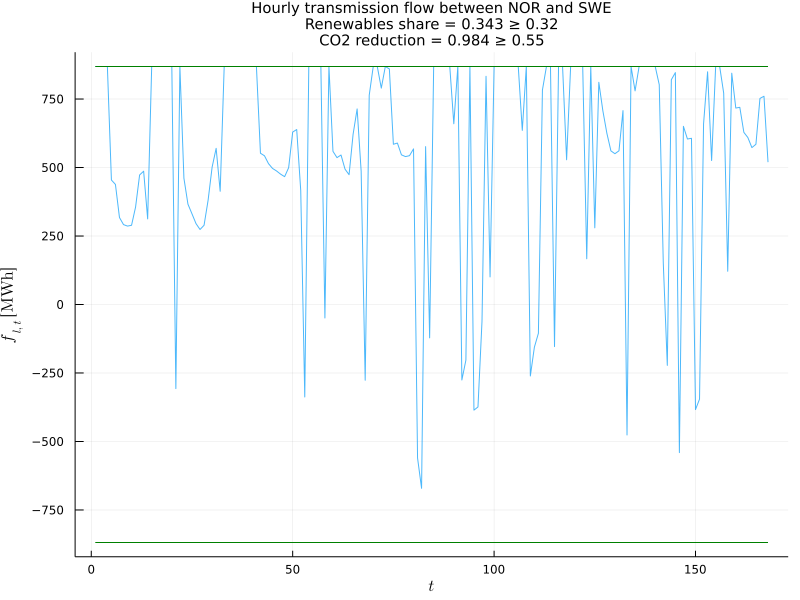 Hourly transmission flow between NOR and SWE
Renewables share = 0.343 ≥ 0.32
CO2 reduction = 0.984 ≥ 0.55
750
500
250
0
−250
−500
−750
f l,t [MWh]
0
50
100
150
t